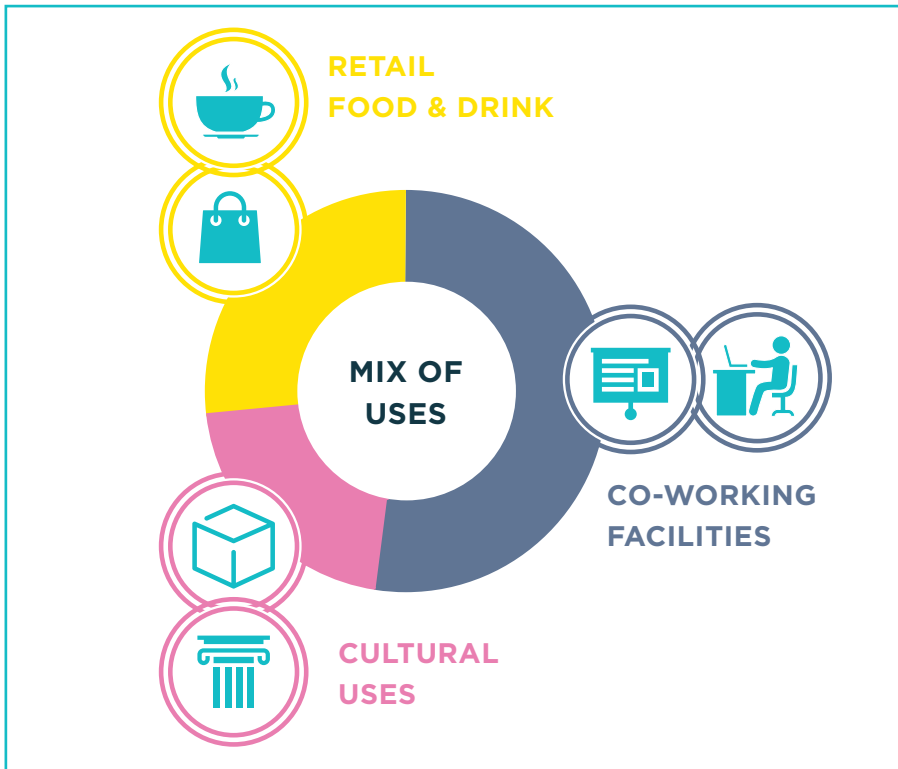 RETAIL
FOOD & DRINK
MIX OF
USES
CO-WORKING
FACILITIES
CULTURAL
USES